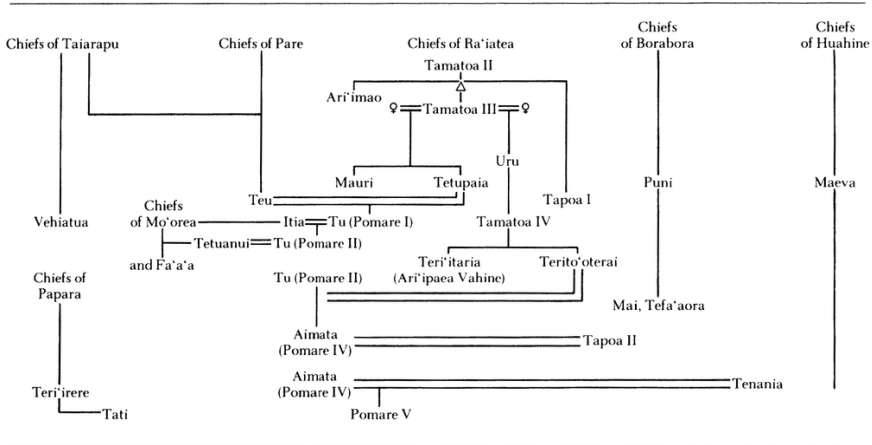 Chiefs of Taiarapu
Chiefs of Pare
Chiefs of Ra‘iatea
Chiefs
of Borabora
Chiefs
of Huahine
Tamatoa II
Ari‘imao
♀ Tamatoa III ♀
Uru
Mauri
Tetupaia
Tapoa I
Puni
Maeva
Teu
Vehiatua
Chiefs
of Mo‘orea
Itia
Tu (Pomare I)
Tamatoa IV
Tetuanui
Tu (Pomare II)
and Fa‘a‘a
Teri‘itaria
(Ari‘ipaea Vahine)
Terito‘oterai
Chiefs of
Papara
Tu (Pomare II)
Mai, Tefa‘aora
Aimata
(Pomare IV)
Tapoa II
Aimata
(Pomare IV)
Tenania
Teri‘irere
Tati
Pomare V